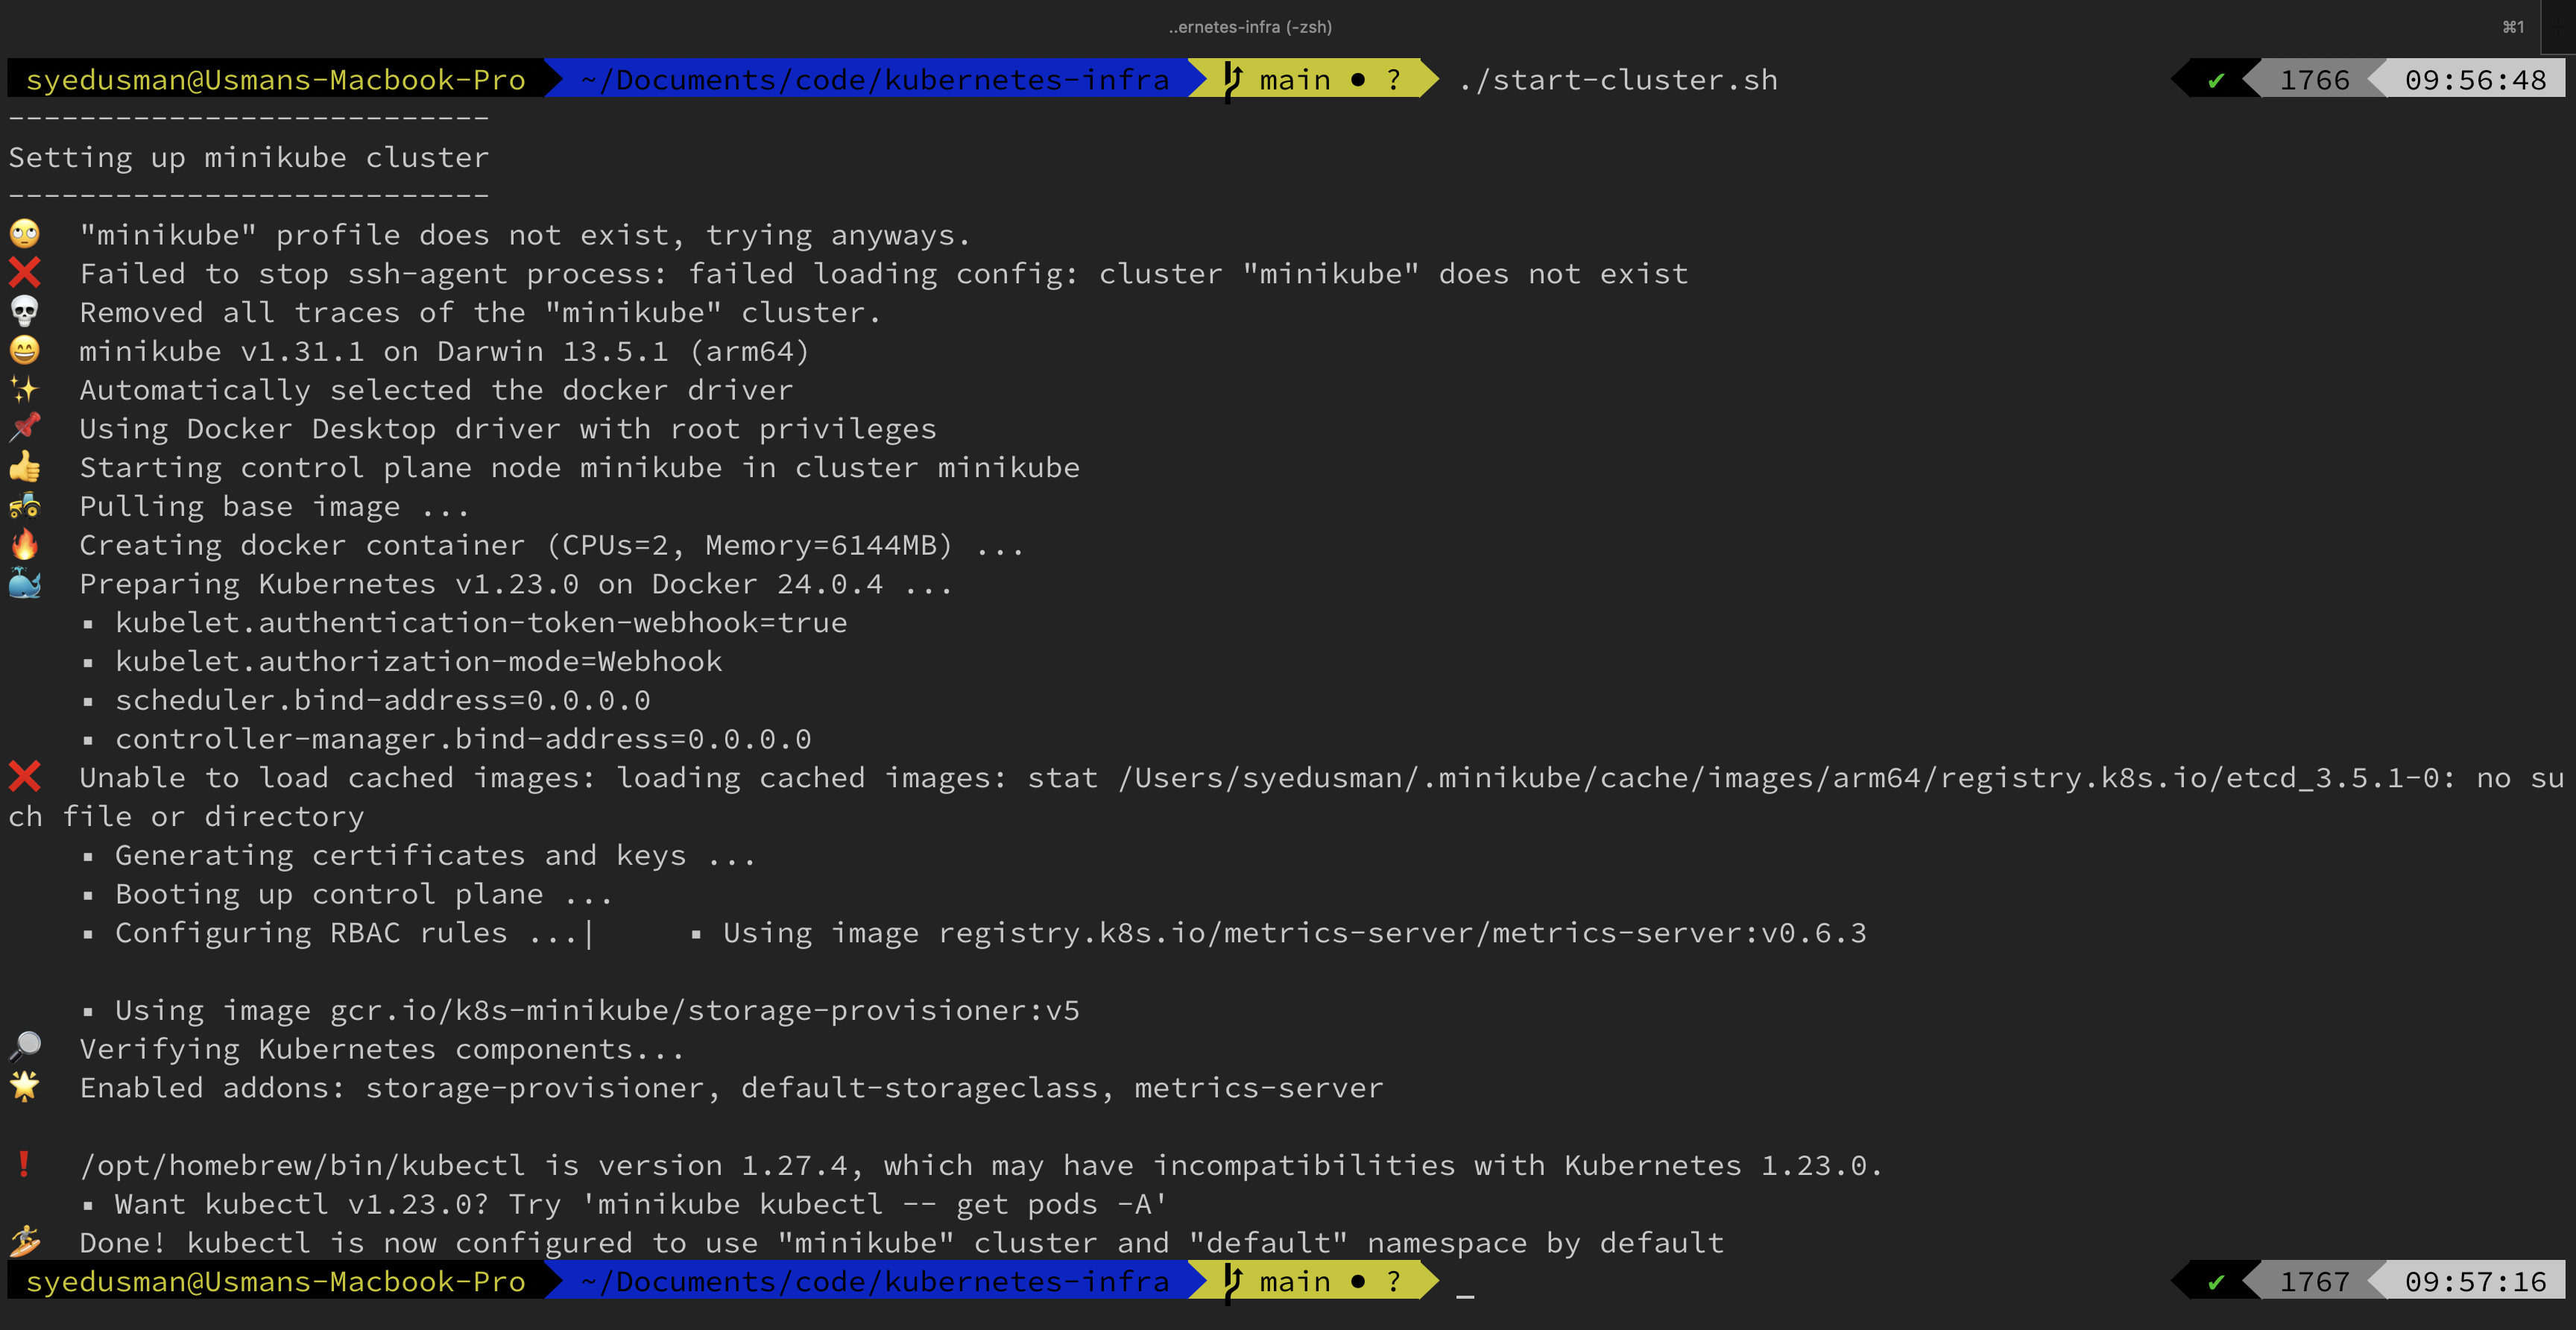 ..ernetes-infra (-zsh) ⌘1
syedusman@Usmans-Macbook-Pro ~/Documents/code/kubernetes-infra main ● ? ./start-cluster.sh ✔ 1766 09:56:48
---------------------------
Setting up minikube cluster
---------------------------
🙄 "minikube" profile does not exist, trying anyways.
❌ Failed to stop ssh-agent process: failed loading config: cluster "minikube" does not exist
💀 Removed all traces of the "minikube" cluster.
😄 minikube v1.31.1 on Darwin 13.5.1 (arm64)
✨ Automatically selected the docker driver
📌 Using Docker Desktop driver with root privileges
👍 Starting control plane node minikube in cluster minikube
🚜 Pulling base image ...
🔥 Creating docker container (CPUs=2, Memory=6144MB) ...
🐳 Preparing Kubernetes v1.23.0 on Docker 24.0.4 ...
▪ kubelet.authentication-token-webhook=true
▪ kubelet.authorization-mode=Webhook
▪ scheduler.bind-address=0.0.0.0
▪ controller-manager.bind-address=0.0.0.0
❌ Unable to load cached images: loading cached images: stat /Users/syedusman/.minikube/cache/images/arm64/registry.k8s.io/etcd_3.5.1-0: no su
ch file or directory
▪ Generating certificates and keys ...
▪ Booting up control plane ...
▪ Configuring RBAC rules ...| ▪ Using image registry.k8s.io/metrics-server/metrics-server:v0.6.3
▪ Using image gcr.io/k8s-minikube/storage-provisioner:v5
🔎 Verifying Kubernetes components...
🌟 Enabled addons: storage-provisioner, default-storageclass, metrics-server
❗ /opt/homebrew/bin/kubectl is version 1.27.4, which may have incompatibilities with Kubernetes 1.23.0.
▪ Want kubectl v1.23.0? Try 'minikube kubectl -- get pods -A'
🏄 Done! kubectl is now configured to use "minikube" cluster and "default" namespace by default
syedusman@Usmans-Macbook-Pro ~/Documents/code/kubernetes-infra main ● ? _ ✔ 1767 09:57:16